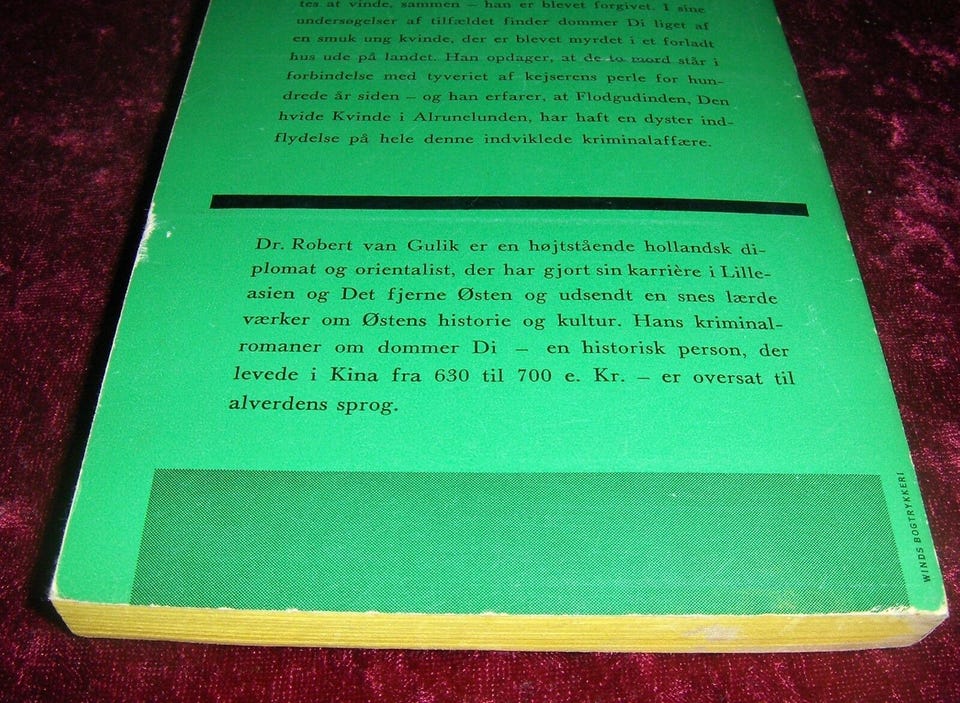 tes at vinde, sammen – han er blevet forgivet. I sine
undersøgelser af tilfældet finder dommer Di liget af
en smuk ung kvinde, der er blevet myrdet i et forladt
hus ude på landet. Han opdager, at de to mord står i
forbindelse med tyveriet af kejserens perle for hun-
drede år siden – og han erfarer, at Flodgudinden, Den
hvide Kvinde i Alrunelunden, har haft en dyster ind-
flydelse på hele denne indviklede kriminalaffære.
Dr. Robert van Gulik er en højtstående hollandsk di-
plomat og orientalist, der har gjort sin karrière i Lille-
asien og Det fjerne Østen og udsendt en snes lærde
værker om Østens historie og kultur. Hans kriminal-
romaner om dommer Di – en historisk person, der
levede i Kina fra 630 til 700 e. Kr. – er oversat til
alverdens sprog.
WINDS BOGTRYKKERI